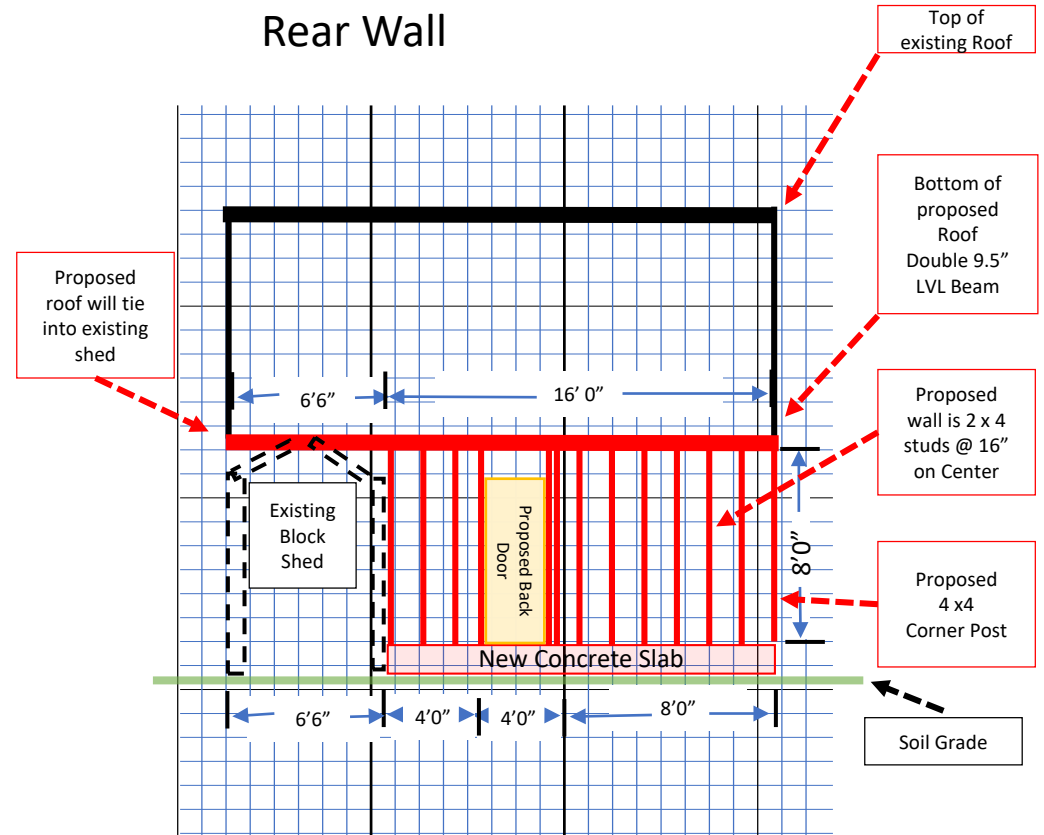 Rear Wall
Top of
existing Roof
Bottom of
proposed
Roof
Double 9.5”
LVL Beam
Proposed
roof will tie
into existing
shed
6’6”
16’ 0”
Proposed
wall is 2 x 4
studs @ 16”
on Center
Existing
Block
Shed
Proposed Back
Door
8’0”
Proposed
4 x4
Corner Post
New Concrete Slab
6’6”
4’0”
4’0”
8’0”
Soil Grade